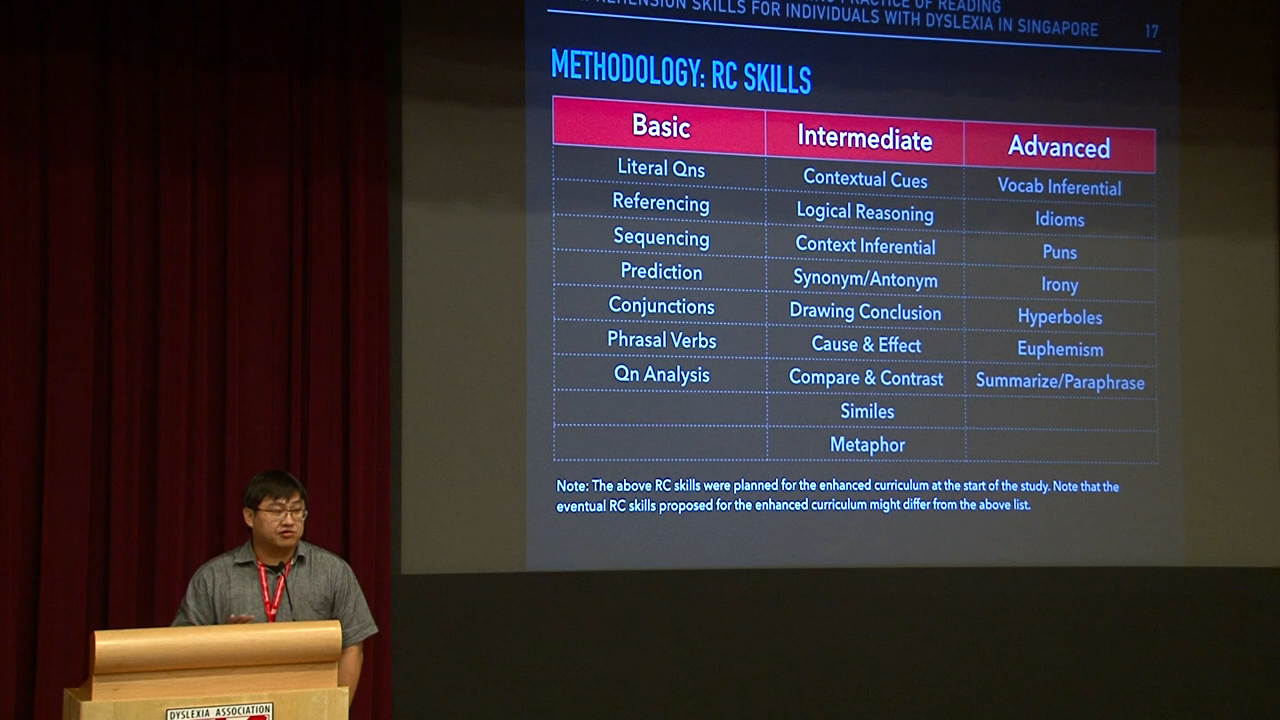 PRACTICE OF READING
COMPREHENSION SKILLS FOR INDIVIDUALS WITH DYSLEXIA IN SINGAPORE 17
METHODOLOGY: RC SKILLS
Basic Intermediate Advanced
Literal Qns Contextual Cues Vocab Inferential
Referencing Logical Reasoning Idioms
Sequencing Context Inferential Puns
Prediction Synonym/Antonym Irony
Conjunctions Drawing Conclusion Hyperboles
Phrasal Verbs Cause & Effect Euphemism
Qn Analysis Compare & Contrast Summarize/Paraphrase
Similes
Metaphor
Note: The above RC skills were planned for the enhanced curriculum at the start of the study. Note that the
eventual RC skills proposed for the enhanced curriculum might differ from the above list.
DYSLEXIA ASSOCIATION